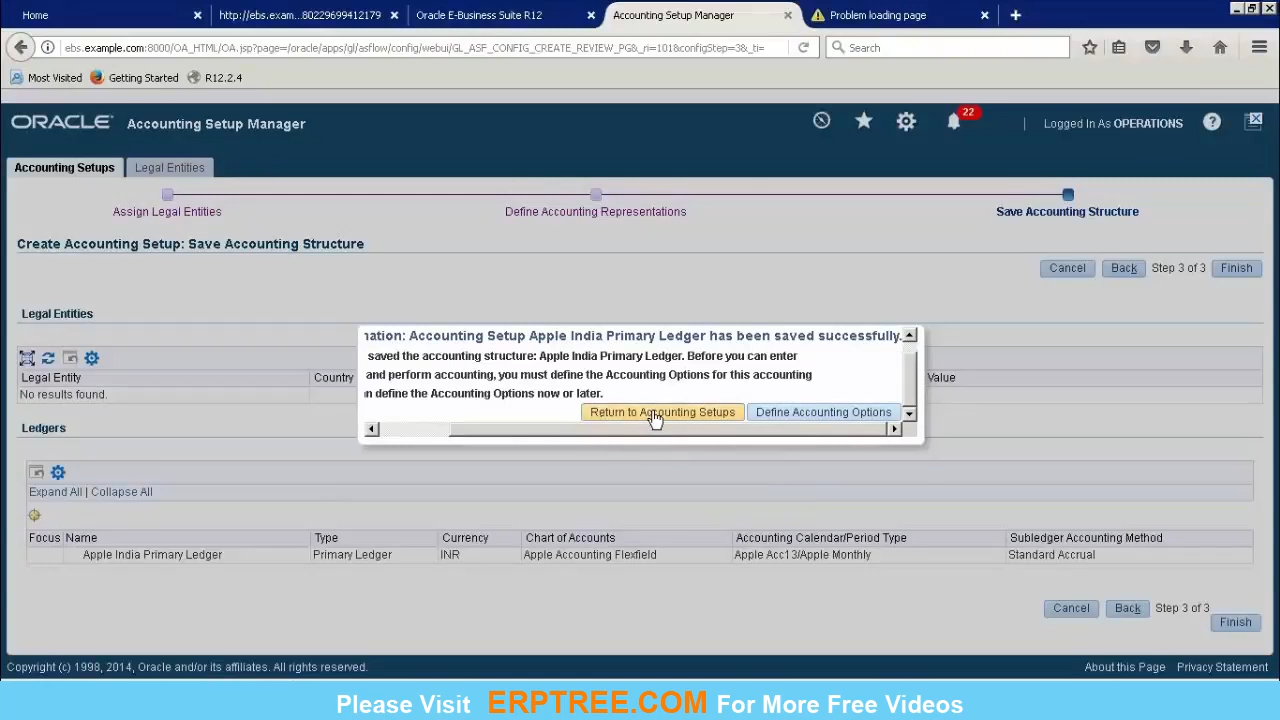 Home
http://ebs.exam...80229699412179
Oracle E-Business Suite R12
Accounting Setup Manager
Problem loading page
ebs.example.com:8000/OA_HTML/OA.jsp?page=/oracle/apps/gl/asflow/config/webui/GL_ASF_CONFIG_CREATE_REVIEW_PG&_ri=101&configStep=3&_ti=
Search
Most Visited
Getting Started
R12.2.4
ORACLE Accounting Setup Manager
22
Logged In As OPERATIONS
Accounting Setups
Legal Entities
Assign Legal Entities
Define Accounting Representations
Save Accounting Structure
Create Accounting Setup: Save Accounting Structure
Cancel Back Step 3 of 3 Finish
Legal Entities
Legal Entity Country Value
No results found.
nation: Accounting Setup Apple India Primary Ledger has been saved successfully.
saved the accounting structure: Apple India Primary Ledger. Before you can enter
and perform accounting, you must define the Accounting Options for this accounting
n define the Accounting Options now or later.
Return to Accounting Setups Define Accounting Options
Ledgers
Expand All | Collapse All
Focus Name Type Currency Chart of Accounts Accounting Calendar/Period Type Subledger Accounting Method
Apple India Primary Ledger Primary Ledger INR Apple Accounting Flexfield Apple Acc13/Apple Monthly Standard Accrual
Cancel Back Step 3 of 3
Finish
Copyright (c) 1998, 2014, Oracle and/or its affiliates. All rights reserved.
About this Page Privacy Statement
Please Visit ERPTREE.COM For More Free Videos